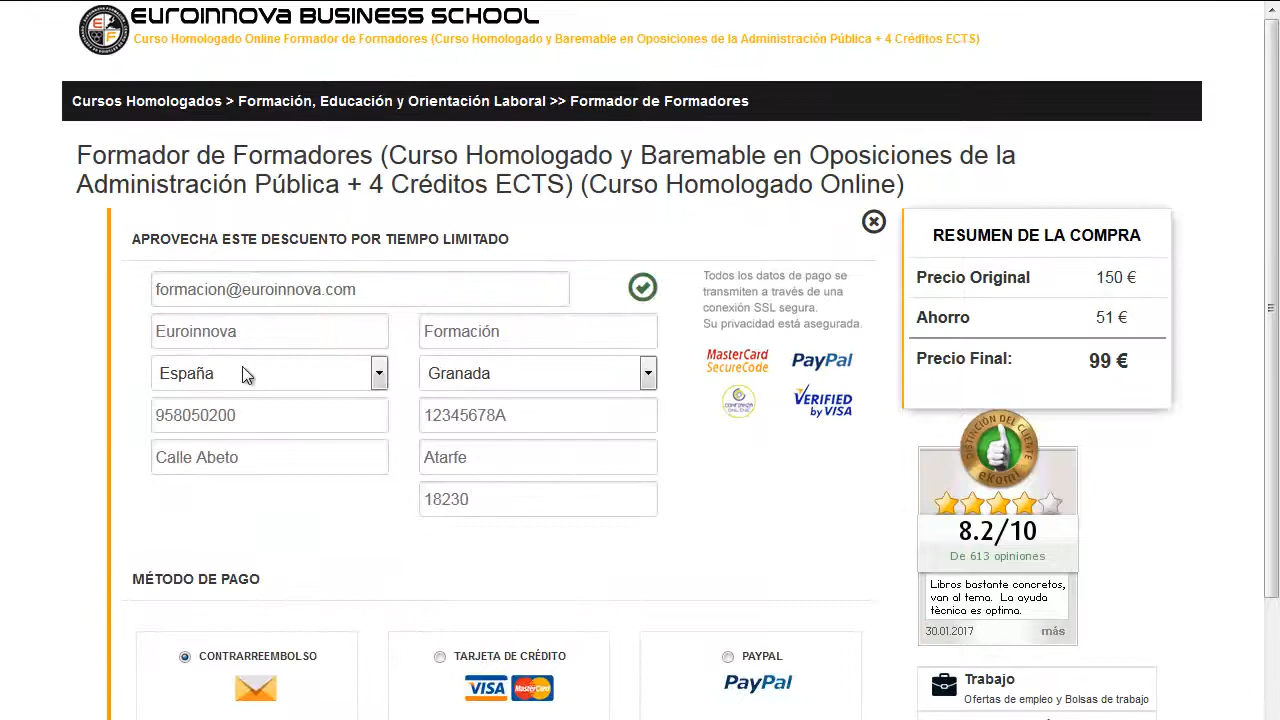 EUROINNOVA BUSINESS SCHOOL
Curso Homologado Online Formador de Formadores (Curso Homologado y Baremable en Oposiciones de la Administración Pública + 4 Créditos ECTS)
Cursos Homologados > Formación, Educación y Orientación Laboral >> Formador de Formadores
Formador de Formadores (Curso Homologado y Baremable en Oposiciones de la
Administración Pública + 4 Créditos ECTS) (Curso Homologado Online)
APROVECHA ESTE DESCUENTO POR TIEMPO LIMITADO
formacion@euroinnova.com
Euroinnova
Formación
España
Granada
958050200
12345678A
Calle Abeto
Atarfe
18230
Todos los datos de pago se
transmiten a través de una
conexión SSL segura.
Su privacidad está asegurada.
MasterCard
SecureCode
PayPal
CONFIANZA
ONLINE
VERIFIED
by VISA
RESUMEN DE LA COMPRA
Precio Original 150 €
Ahorro 51 €
Precio Final: 99 €
DISTINCIÓN DEL CLIENTE
eKomi
8.2/10
De 613 opiniones
Libros bastante concretos,
van al tema. La ayuda
tècnica es optima.
30.01.2017 más
MÉTODO DE PAGO
CONTRARREEMBOLSO
TARJETA DE CRÉDITO
VISA MasterCard
PAYPAL
PayPal
Trabajo
Ofertas de empleo y Bolsas de trabajo